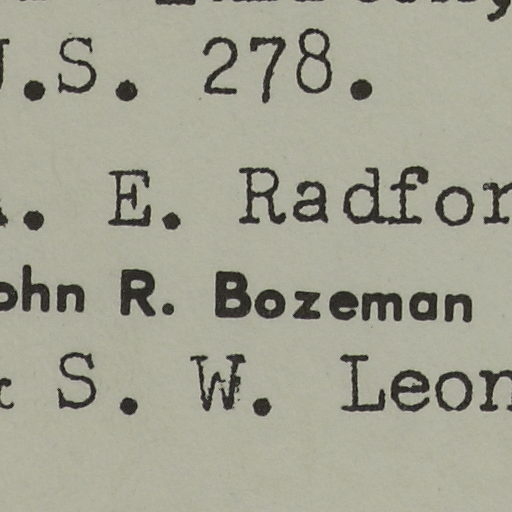 U.S. 278.
A. E. Radfor
ohn R. Bozeman
& S. W. Leon